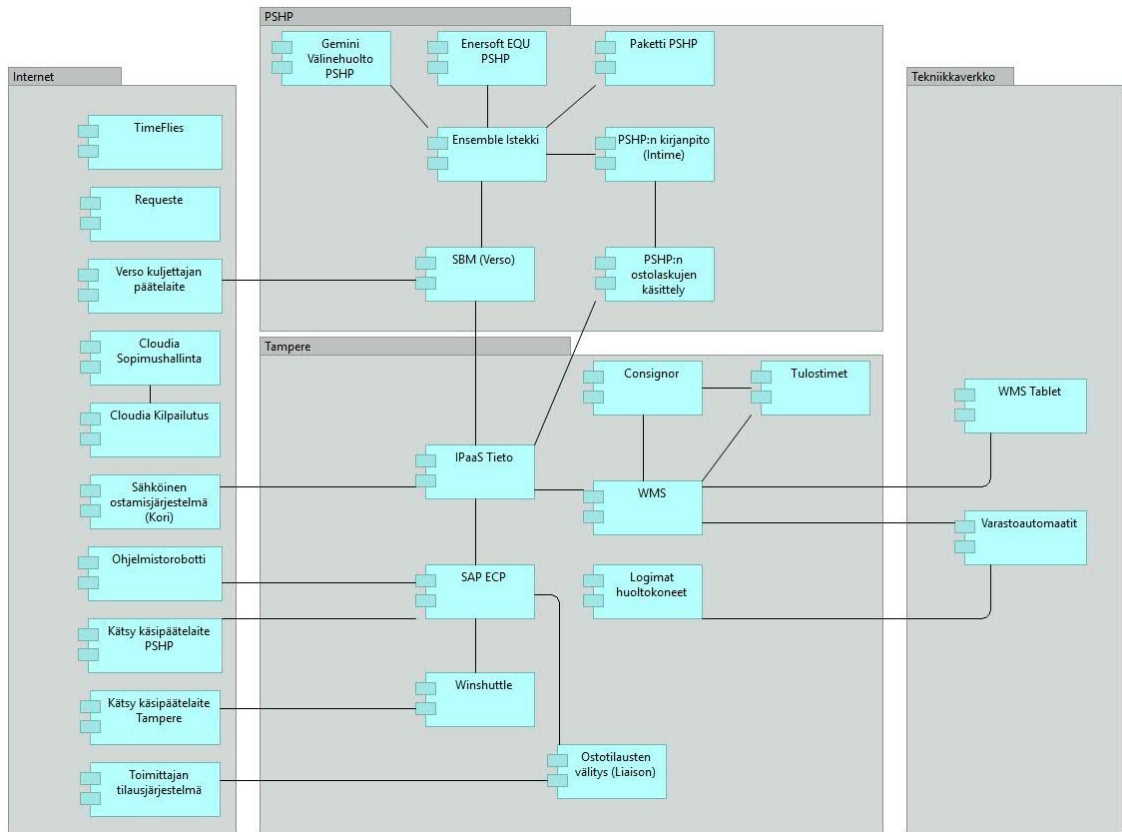 PSHP
Gemini
Välinehuolto
PSHP
Enersoft EQU
PSHP
Paketti PSHP
Ensemble Istekki
PSHP:n kirjanpito
(Intime)
SBM (Verso)
PSHP:n
ostolaskujen
käsittely
Internet
TimeFlies
Requeste
Verso kuljettajan
päätelaite
Cloudia
Sopimushallinta
Cloudia Kilpailutus
Sähköinen
ostamisjärjestelmä
(Kori)
Ohjelmistorobotti
Kätsy käsipäätelaite
PSHP
Kätsy käsipäätelaite
Tampere
Toimittajan
tilausjärjestelmä
Tampere
Consignor
Tulostimet
IPaaS Tieto
WMS
SAP ECP
Logimat
huoltokoneet
Winshuttle
Ostotilausten
välitys (Liaison)
Tekniikkaverkko
WMS Tablet
Varastoautomaatit